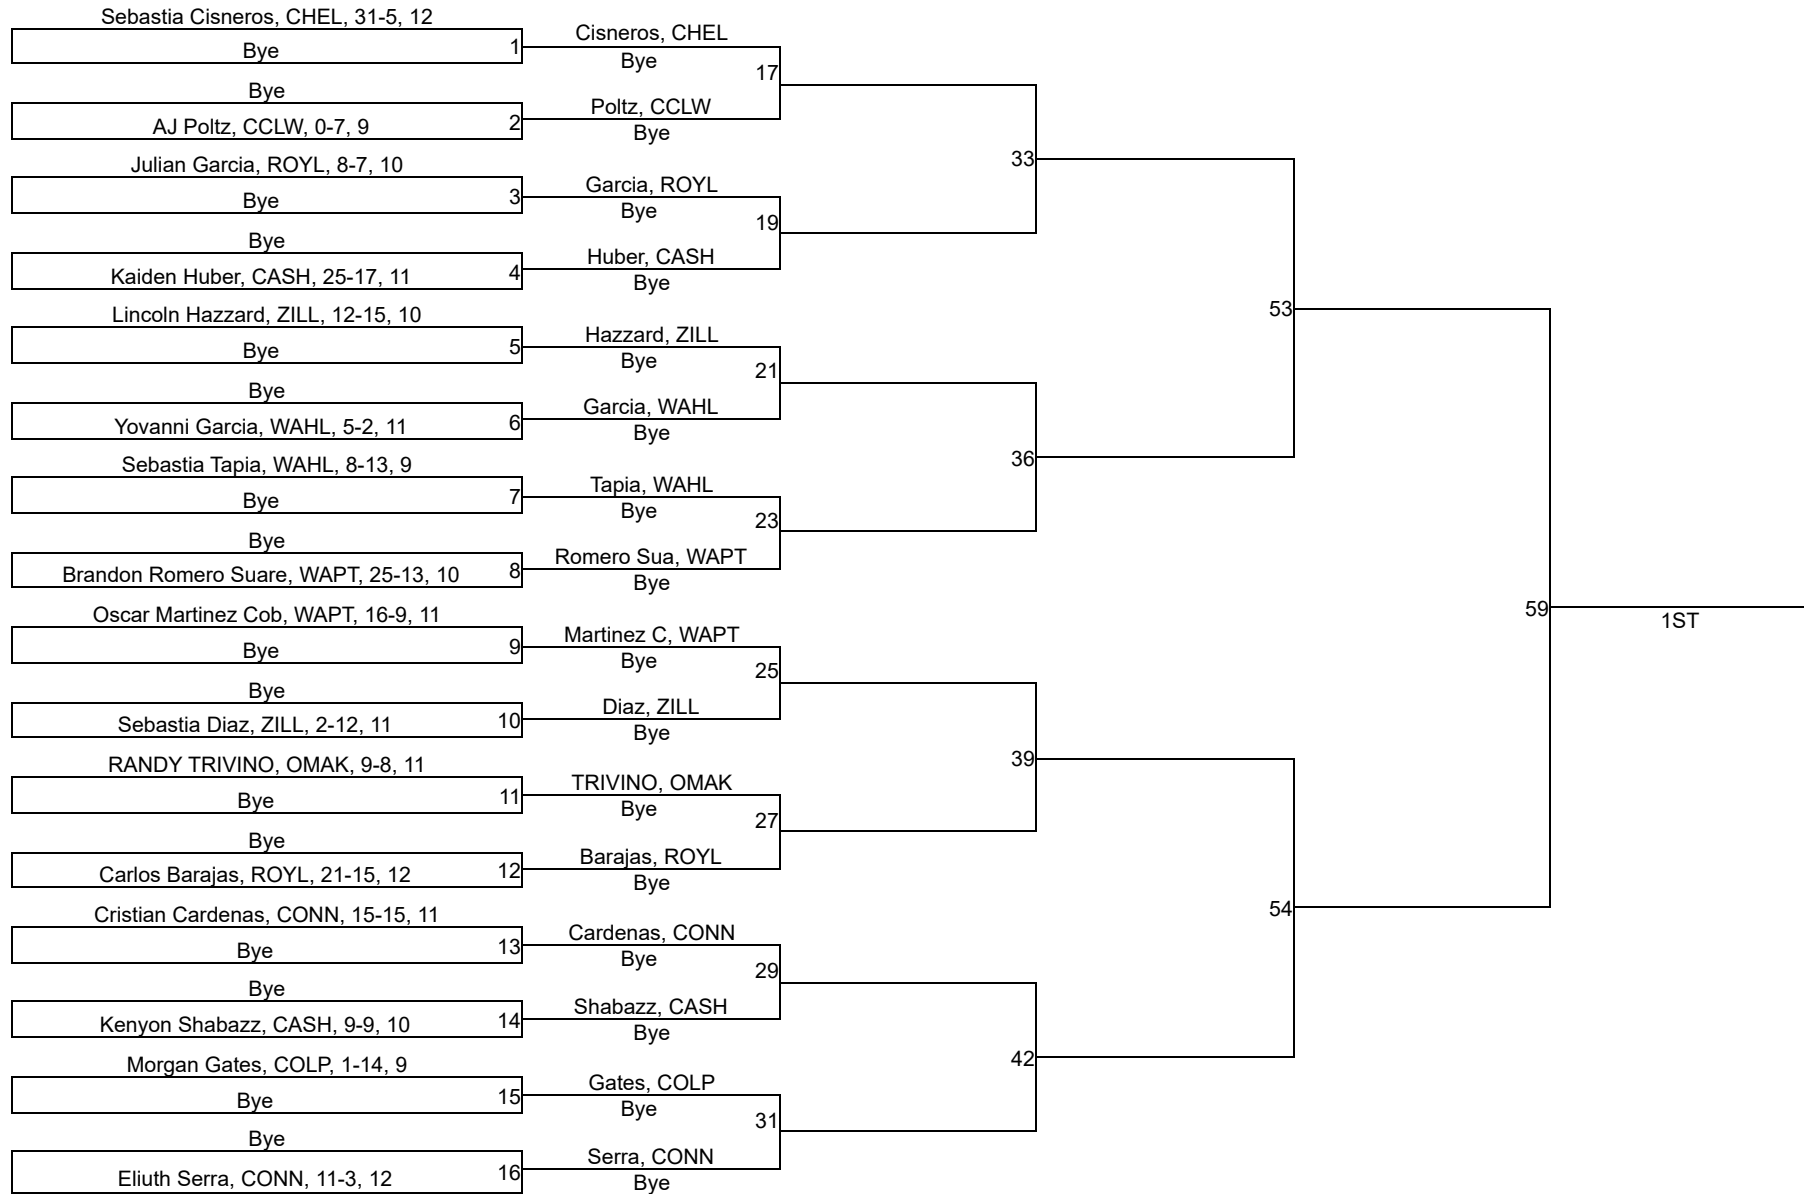 Sebastia Cisneros, CHEL, 31-5, 12
Bye
1
Bye
AJ Poltz, CCLW, 0-7, 9
2
Julian Garcia, ROYL, 8-7, 10
Bye
3
Bye
Kaiden Huber, CASH, 25-17, 11
4
Lincoln Hazzard, ZILL, 12-15, 10
Bye
5
Bye
Yovanni Garcia, WAHL, 5-2, 11
6
Sebastia Tapia, WAHL, 8-13, 9
Bye
7
Bye
Brandon Romero Suare, WAPT, 25-13, 10
8
Oscar Martinez Cob, WAPT, 16-9, 11
Bye
9
Bye
Sebastia Diaz, ZILL, 2-12, 11
10
RANDY TRIVINO, OMAK, 9-8, 11
Bye
11
Bye
Carlos Barajas, ROYL, 21-15, 12
12
Cristian Cardenas, CONN, 15-15, 11
Bye
13
Bye
Kenyon Shabazz, CASH, 9-9, 10
14
Morgan Gates, COLP, 1-14, 9
Bye
15
Bye
Eliuth Serra, CONN, 11-3, 12
16
Cisneros, CHEL
Bye
17
Poltz, CCLW
Bye
Garcia, ROYL
Bye
19
Huber, CASH
Bye
Hazzard, ZILL
Bye
21
Garcia, WAHL
Bye
Tapia, WAHL
Bye
23
Romero Sua, WAPT
Bye
Martinez C, WAPT
Bye
25
Diaz, ZILL
Bye
TRIVINO, OMAK
Bye
27
Barajas, ROYL
Bye
Cardenas, CONN
Bye
29
Shabazz, CASH
Bye
Gates, COLP
Bye
31
Serra, CONN
Bye
33
36
39
42
53
54
59
1ST